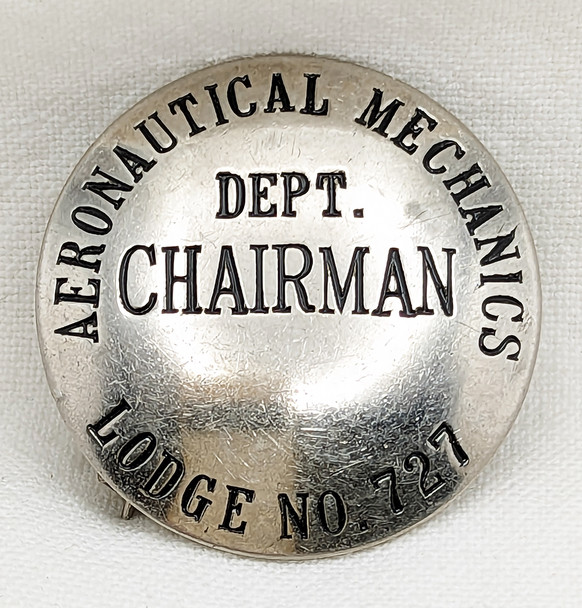 AERONAUTICAL MECHANICS
DEPT.
CHAIRMAN
LODGE NO. 727